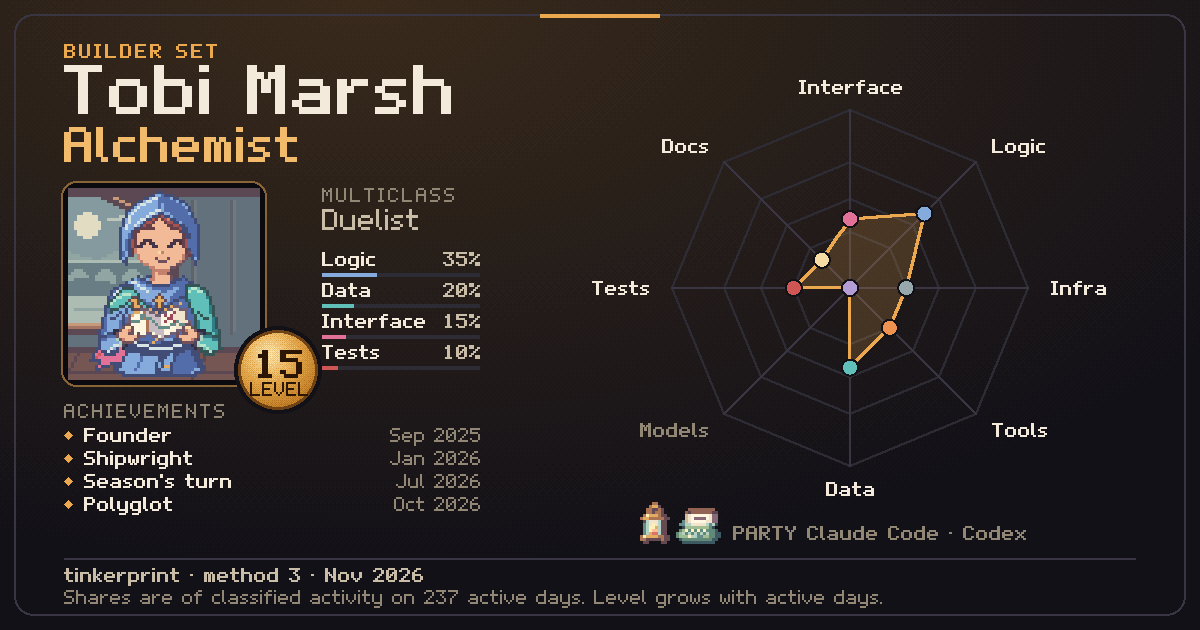 BUILDER SET
Tobi Marsh
Alchemist
MULTICLASS
Duelist
Logic 35%
Data 20%
Interface 15%
Tests 10%
15
LEVEL
ACHIEVEMENTS
Founder Sep 2025
Shipwright Jan 2026
Season's turn Jul 2026
Polyglot Oct 2026
Interface
Docs
Logic
Tests
Infra
Models
Tools
Data
PARTY Claude Code · Codex
tinkerprint · method 3 · Nov 2026
Shares are of classified activity on 237 active days. Level grows with active days.